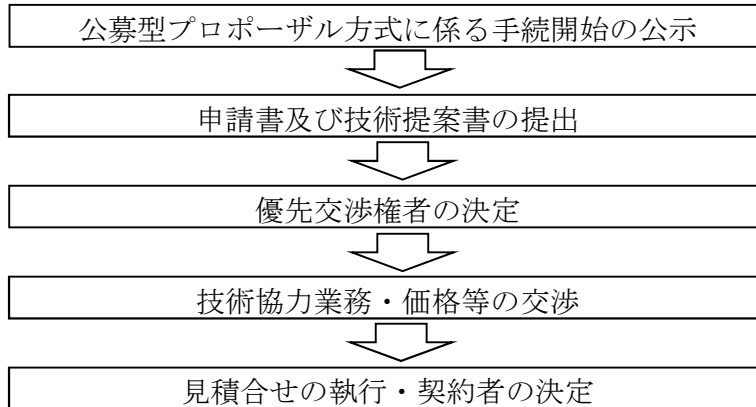 公募型プロポーザル方式に係る手続開始の公示
申請書及び技術提案書の提出
優先交渉権者の決定
技術協力業務・価格等の交渉
見積合せの執行・契約者の決定